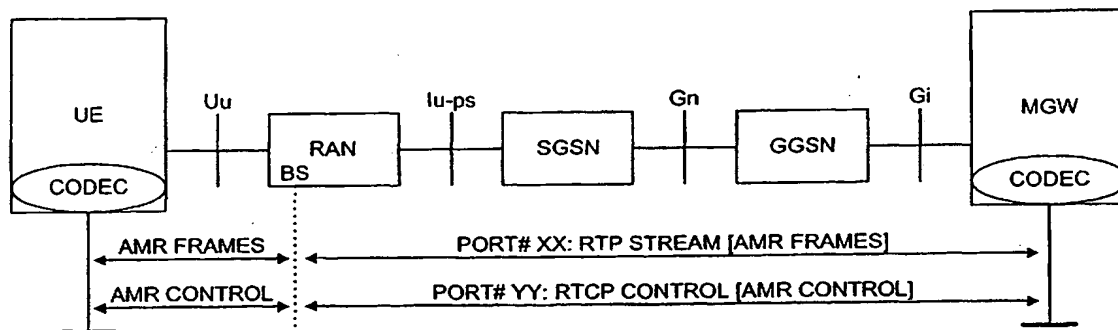 UE
Uu
RAN
BS
Iu-ps
SGSN
Gn
GGSN
Gi
MGW
CODEC
CODEC
AMR FRAMES
PORT# XX: RTP STREAM [AMR FRAMES]
AMR CONTROL
PORT# YY: RTCP CONTROL [AMR CONTROL]